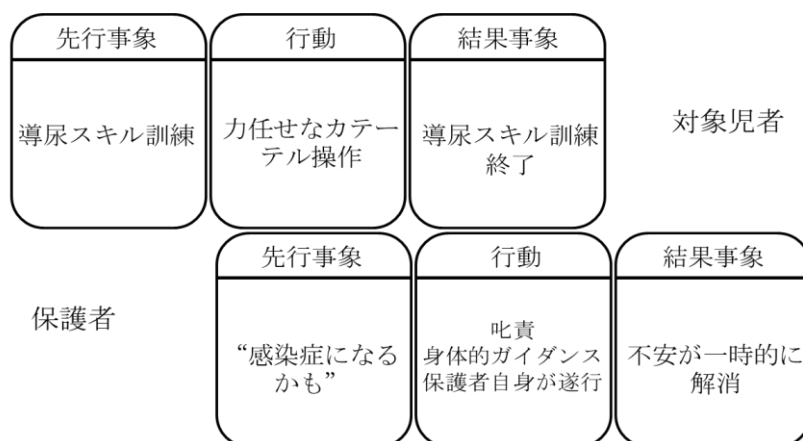 先行事象
行動
結果事象
導尿スキル訓練
力任せなカテー
テル操作
導尿スキル訓練
終了
対象児者
保護者
先行事象
行動
結果事象
“感染症になる
かも”
叱責
身体的ガイダンス
保護者自身が遂行
不安が一時的に
解消